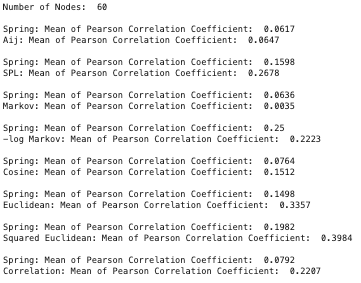 Number of Nodes:  60
Spring: Mean of Pearson Correlation Coefficient:  0.0617
Aij: Mean of Pearson Correlation Coefficient:  0.0647
Spring: Mean of Pearson Correlation Coefficient:  0.1598
SPL: Mean of Pearson Correlation Coefficient:  0.2678
Spring: Mean of Pearson Correlation Coefficient:  0.0636
Markov: Mean of Pearson Correlation Coefficient:  0.0035
Spring: Mean of Pearson Correlation Coefficient:  0.25
−log Markov: Mean of Pearson Correlation Coefficient:  0.2223
Spring: Mean of Pearson Correlation Coefficient:  0.0764
Cosine: Mean of Pearson Correlation Coefficient:  0.1512
Spring: Mean of Pearson Correlation Coefficient:  0.1498
Euclidean: Mean of Pearson Correlation Coefficient:  0.3357
Spring: Mean of Pearson Correlation Coefficient:  0.1982
Squared Euclidean: Mean of Pearson Correlation Coefficient:  0.3984
Spring: Mean of Pearson Correlation Coefficient:  0.0792
Correlation: Mean of Pearson Correlation Coefficient:  0.2207